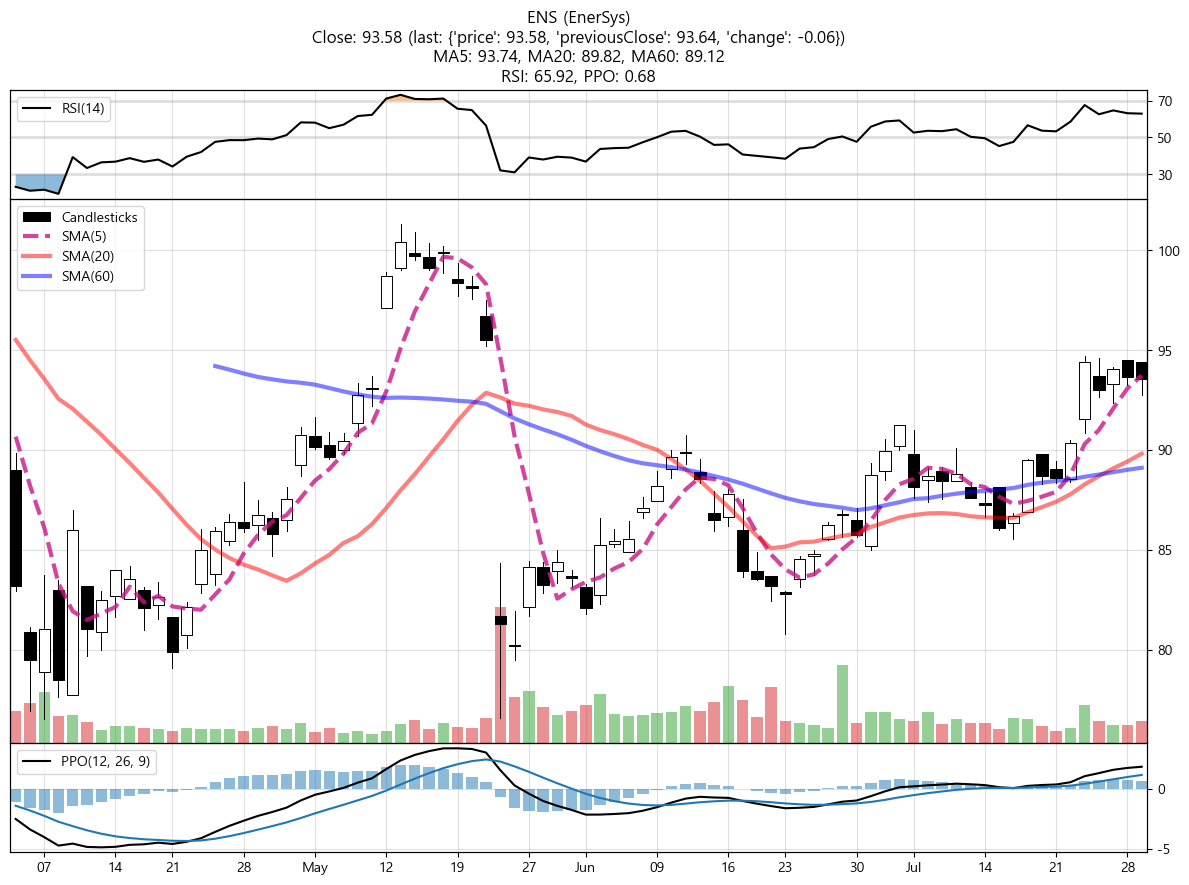 ENS (EnerSys)
Close: 93.58 (last: {'price': 93.58, 'previousClose': 93.64, 'change': -0.06})
MA5: 93.74, MA20: 89.82, MA60: 89.12
RSI: 65.92, PPO: 0.68
RSI(14)
70
50
30
Candlesticks
SMA(5)
SMA(20)
SMA(60)
100
95
90
85
80
PPO(12, 26, 9)
0
-5
07 14 21 28 May 12 19 27 Jun 09 16 23 30 Jul 14 21 28